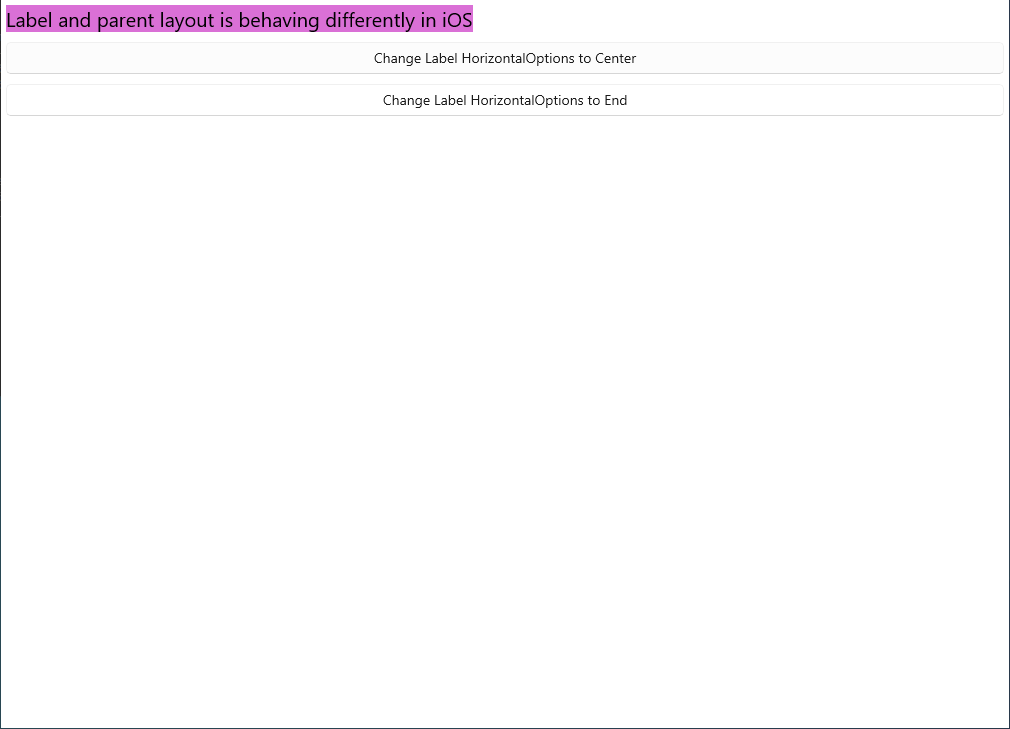 Label and parent layout is behaving differently in iOS
Change Label HorizontalOptions to Center
Change Label HorizontalOptions to End